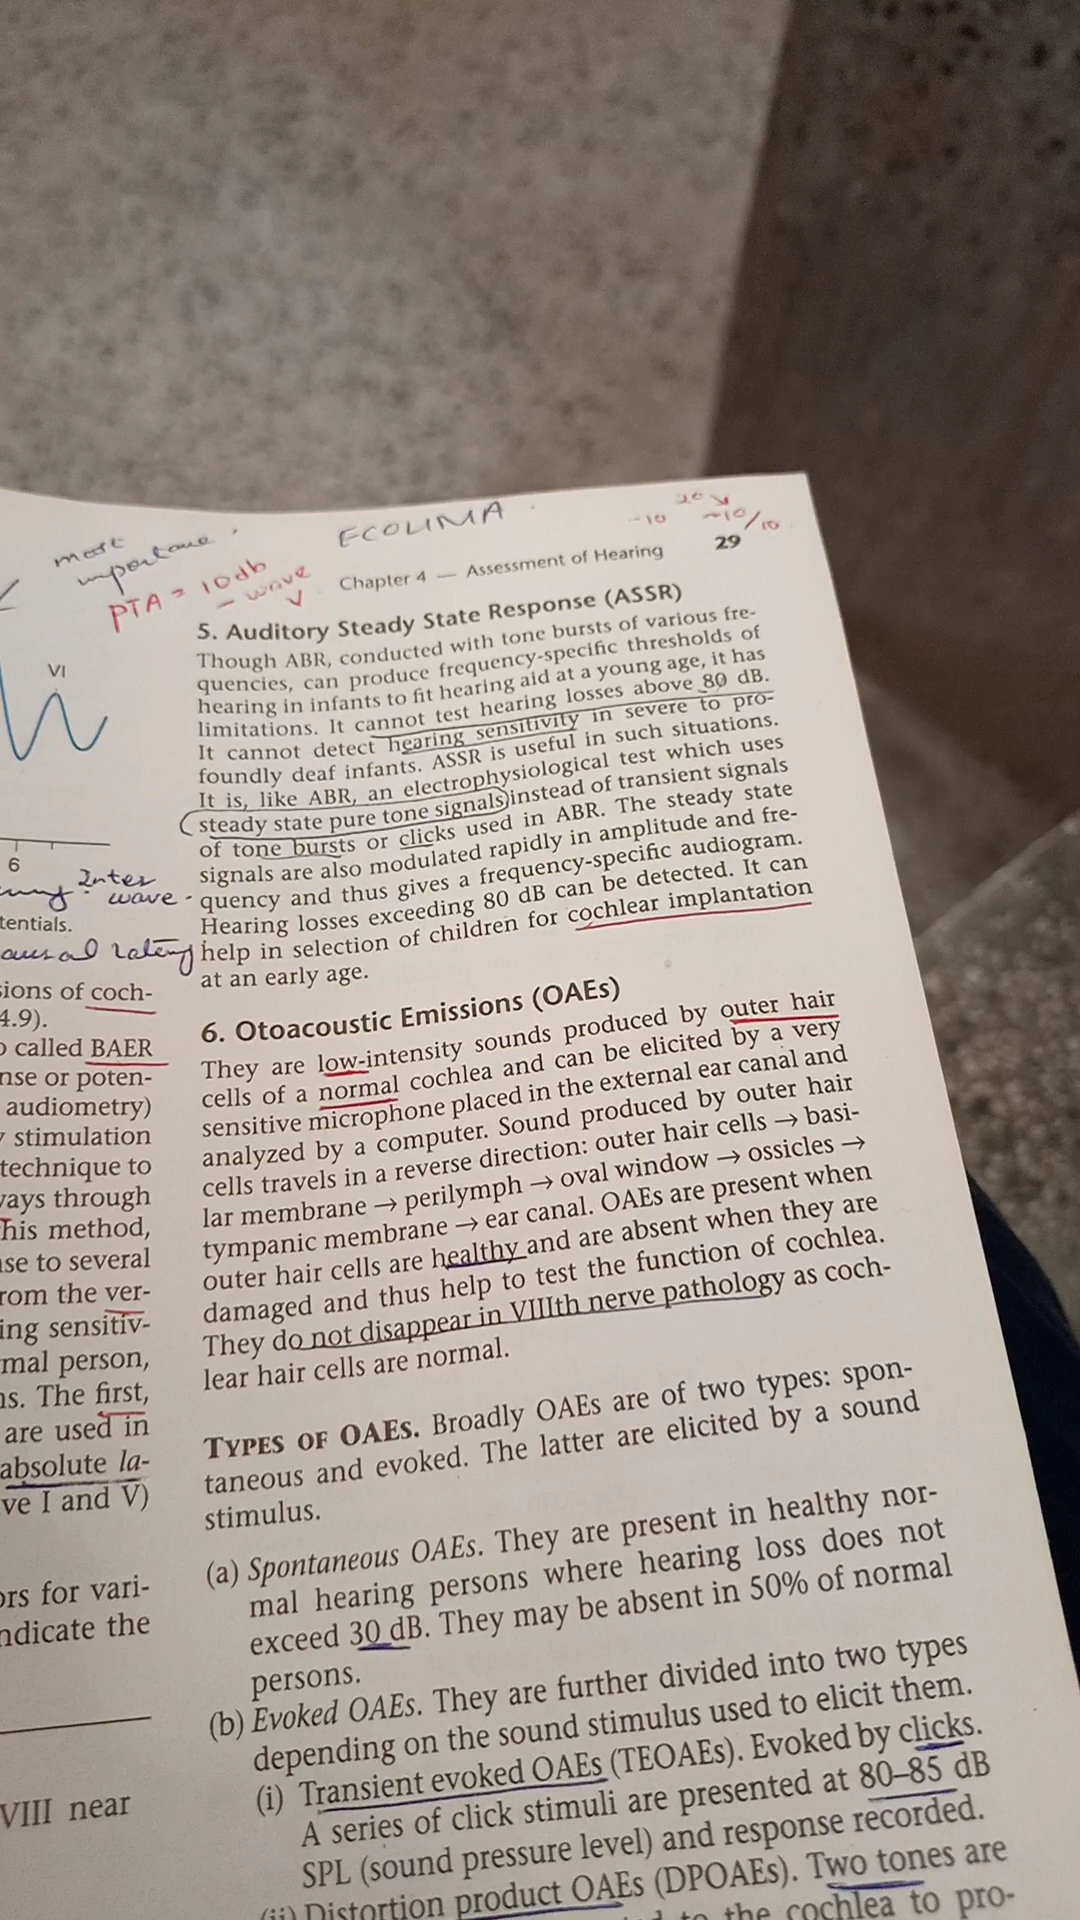 most
importance.
PTA = 10db
- wave
V
ECOLIMA
-10
20
-10/10
29
Chapter 4 — Assessment of Hearing
VI
6
Inter
wave -
tentials.
sions of coch-
4.9).
called BAER
nse or poten-
audiometry)
stimulation
technique to
ways through
his method,
se to several
rom the ver-
ing sensitiv-
mal person,
s. The first,
are used in
absolute la-
ve I and V)
ors for vari-
ndicate the
VIII near
5. Auditory Steady State Response (ASSR)
Though ABR, conducted with tone bursts of various fre-
quencies, can produce frequency-specific thresholds of
hearing in infants to fit hearing aid at a young age, it has
limitations. It cannot test hearing losses above 80 dB.
It cannot detect hearing sensitivity in severe to pro-
foundly deaf infants. ASSR is useful in such situations.
It is, like ABR, an electrophysiological test which uses
steady state pure tone signals instead of transient signals
of tone bursts or clicks used in ABR. The steady state
signals are also modulated rapidly in amplitude and fre-
quency and thus gives a frequency-specific audiogram.
Hearing losses exceeding 80 dB can be detected. It can
help in selection of children for cochlear implantation
at an early age.
6. Otoacoustic Emissions (OAEs)
They are low-intensity sounds produced by outer hair
cells of a normal cochlea and can be elicited by a very
sensitive microphone placed in the external ear canal and
analyzed by a computer. Sound produced by outer hair
cells travels in a reverse direction: outer hair cells → basi-
lar membrane → perilymph → oval window → ossicles →
tympanic membrane → ear canal. OAEs are present when
outer hair cells are healthy and are absent when they are
damaged and thus help to test the function of cochlea.
They do not disappear in VIIIth nerve pathology as coch-
lear hair cells are normal.
TYPES OF OAES. Broadly OAEs are of two types: spon-
taneous and evoked. The latter are elicited by a sound
stimulus.
(a) Spontaneous OAEs. They are present in healthy nor-
mal hearing persons where hearing loss does not
exceed 30 dB. They may be absent in 50% of normal
persons.
(b) Evoked OAEs. They are further divided into two types
depending on the sound stimulus used to elicit them.
(i) Transient evoked OAEs (TEOAEs). Evoked by clicks.
A series of click stimuli are presented at 80–85 dB
SPL (sound pressure level) and response recorded.
(ii) Distortion product OAEs (DPOAEs). Two tones are
to the cochlea to pro-